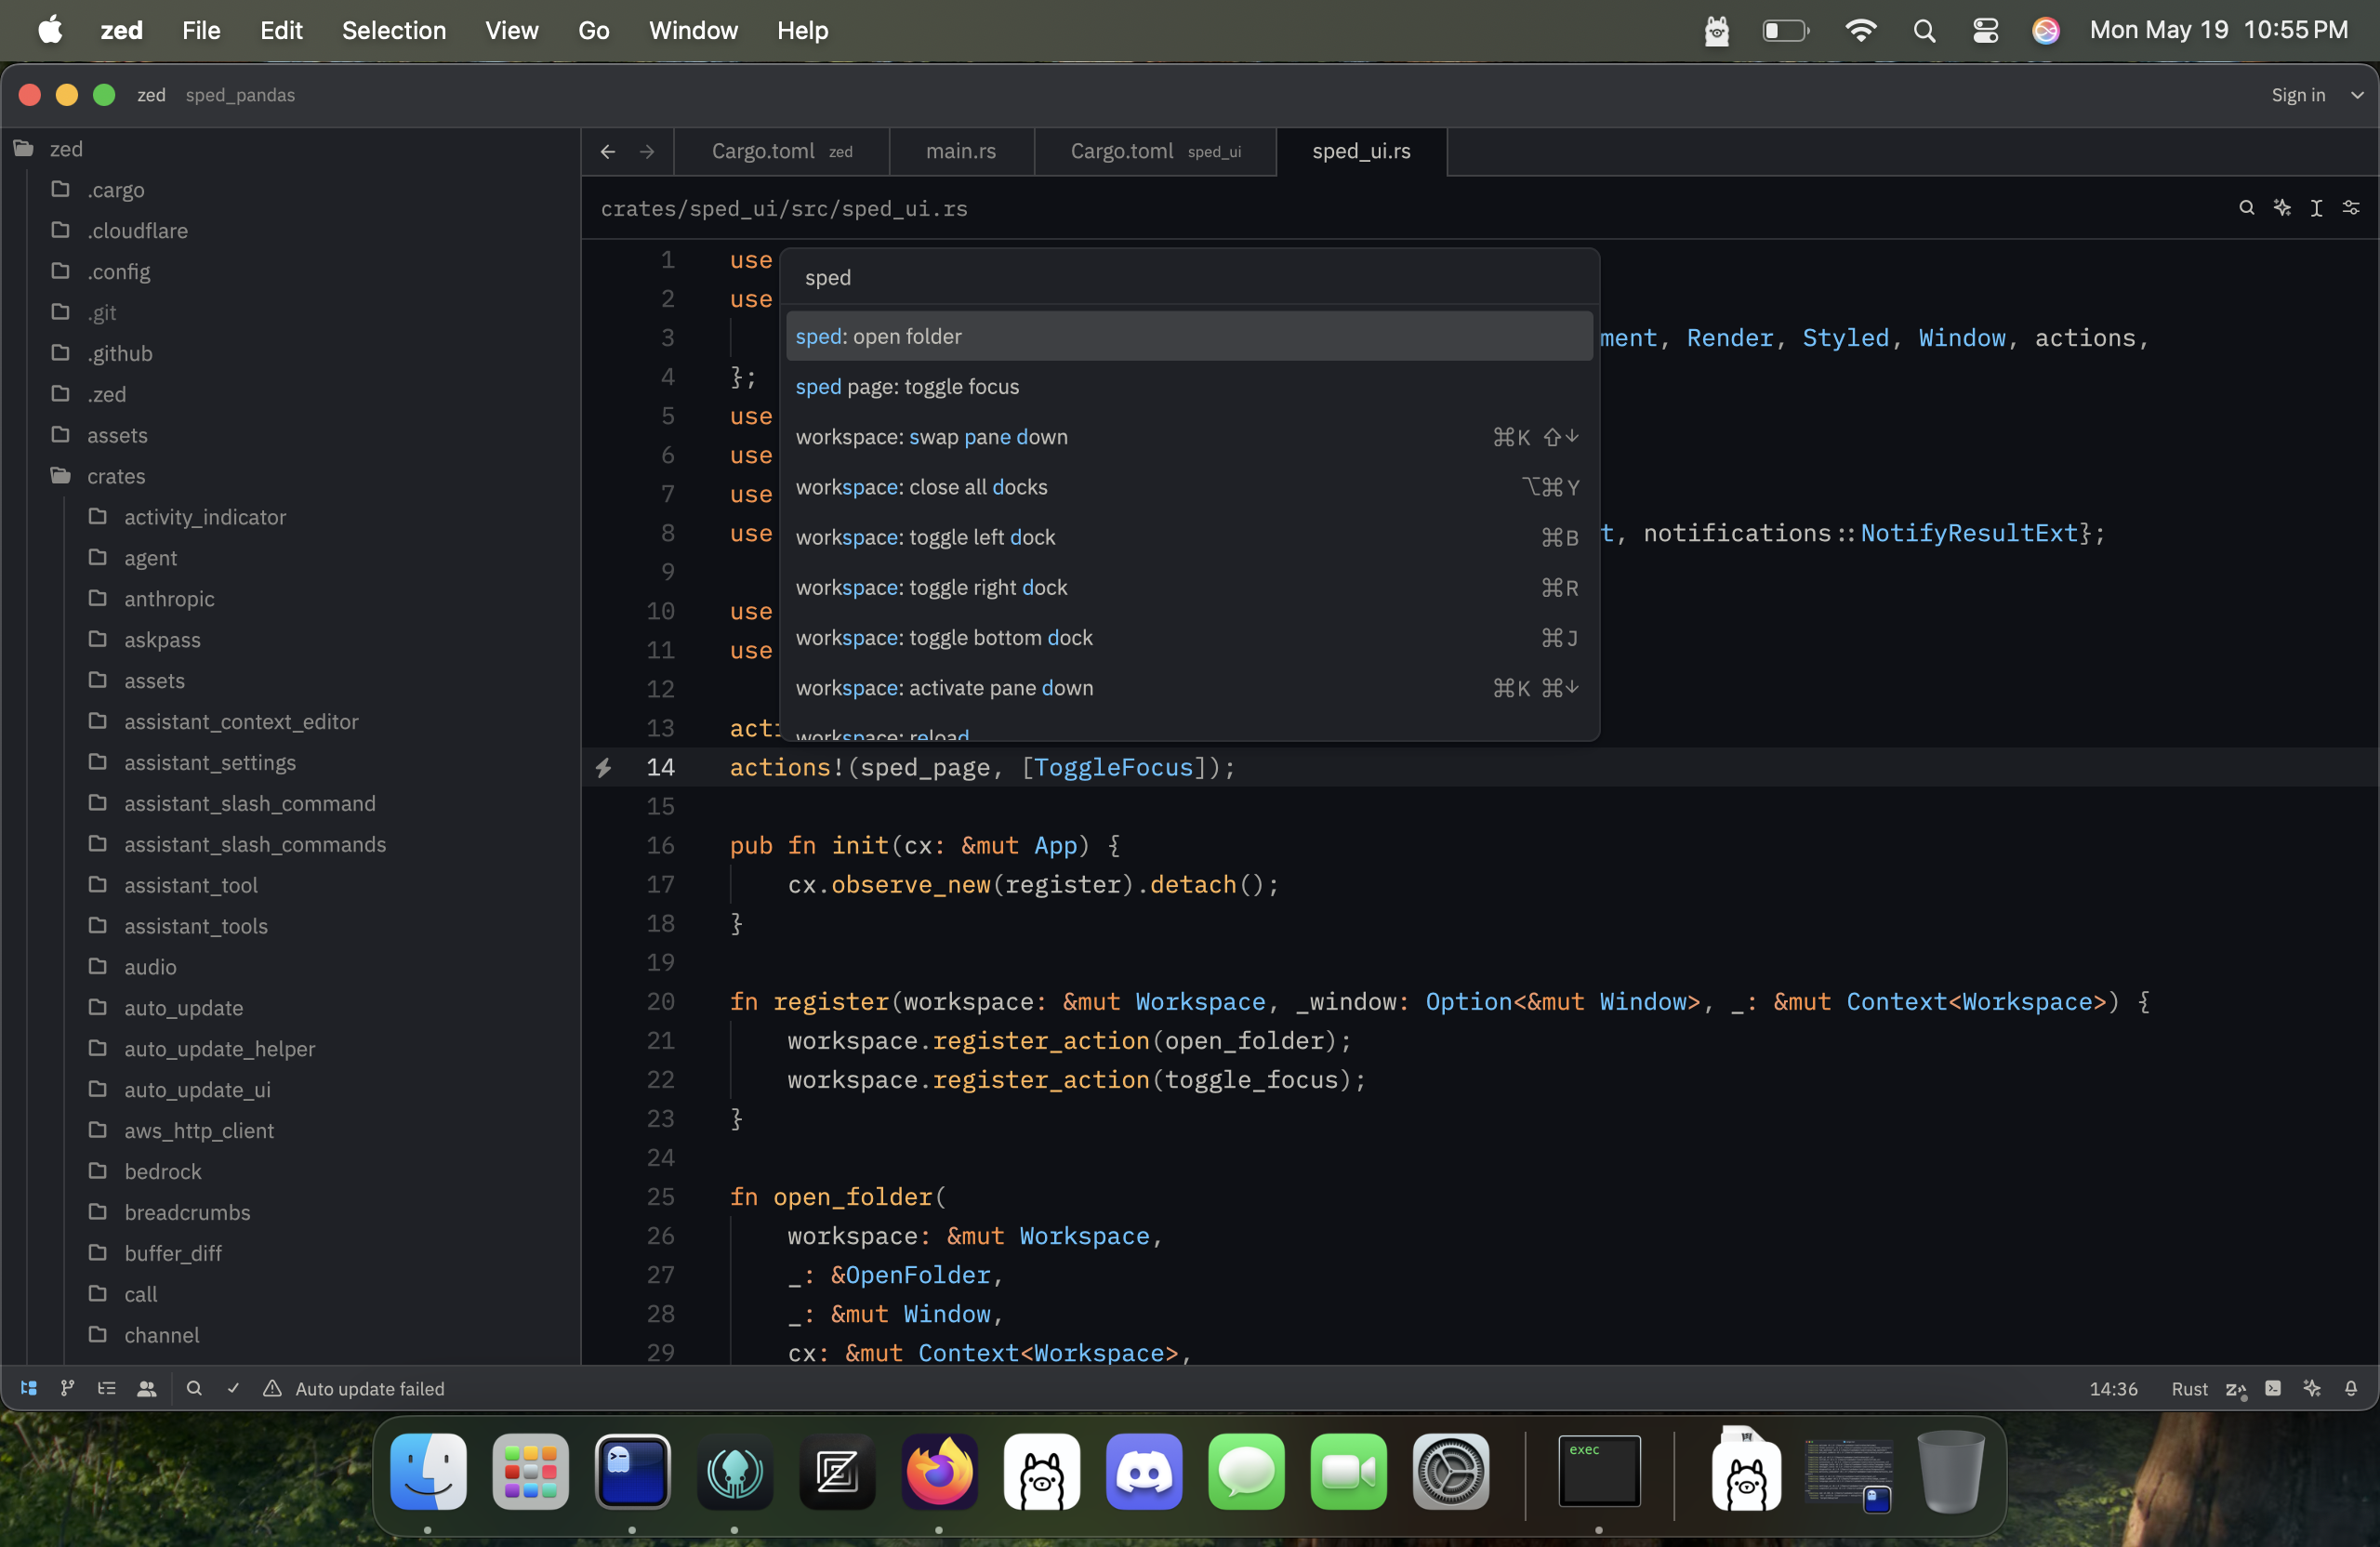 zed File Edit Selection View Go Window Help Mon May 19 10:55 PM
zed sped_pandas Sign in
zed
.cargo
.cloudflare
.config
.git
.github
.zed
assets
crates
activity_indicator
agent
anthropic
askpass
assets
assistant_context_editor
assistant_settings
assistant_slash_command
assistant_slash_commands
assistant_tool
assistant_tools
audio
auto_update
auto_update_helper
auto_update_ui
aws_http_client
bedrock
breadcrumbs
buffer_diff
call
channel
Cargo.toml zed main.rs Cargo.toml sped_ui sped_ui.rs
crates/sped_ui/src/sped_ui.rs
sped
sped: open folder
sped page: toggle focus
workspace: swap pane down ⌘K ⇧↓
workspace: close all docks ⌥⌘Y
workspace: toggle left dock ⌘B
workspace: toggle right dock ⌘R
workspace: toggle bottom dock ⌘J
workspace: activate pane down ⌘K ⌘↓
workspace: reload
1 use
2 use
3 ment, Render, Styled, Window, actions,
4 };
5 use
6 use
7 use
8 use t, notifications::NotifyResultExt};
9
10 use
11 use
12
13 acti
14 actions!(sped_page, [ToggleFocus]);
15
16 pub fn init(cx: &mut App) {
17 cx.observe_new(register).detach();
18 }
19
20 fn register(workspace: &mut Workspace, _window: Option<&mut Window>, _: &mut Context<Workspace>) {
21 workspace.register_action(open_folder);
22 workspace.register_action(toggle_focus);
23 }
24
25 fn open_folder(
26 workspace: &mut Workspace,
27 _: &OpenFolder,
28 _: &mut Window,
29 cx: &mut Context<Workspace>,
Auto update failed 14:36 Rust
exec